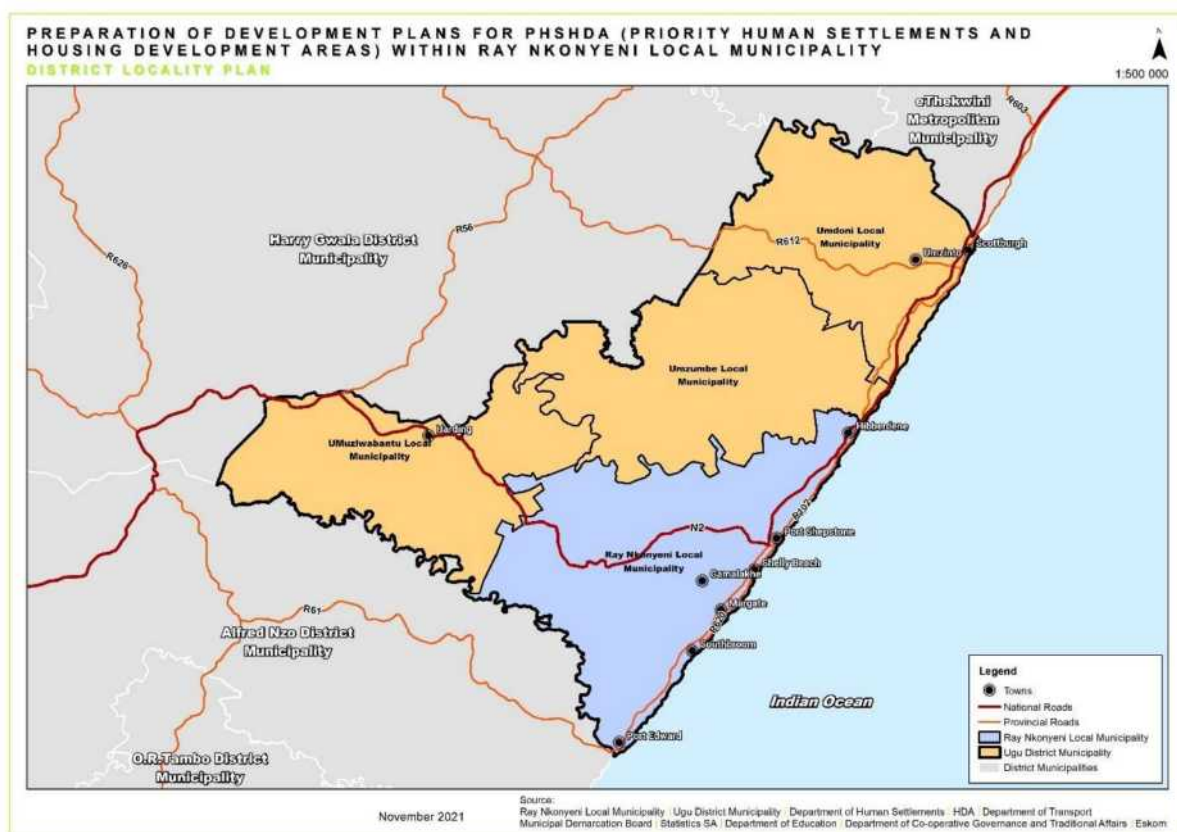 PREPARATION OF DEVELOPMENT PLANS FOR PHSHDA (PRIORITY HUMAN SETTLEMENTS AND
HOUSING DEVELOPMENT AREAS) WITHIN RAY NKONYENI LOCAL MUNICIPALITY
DISTRICT LOCALITY PLAN
1:500 000
eThekwini
Metropolitan
Municipality
R603
Harry Gwala District
Municipality
R56
R626
R612
Umdoni Local
Municipality
Umzinto
Scottburgh
Umzumbe Local
Municipality
Harding
UMuziwabantu Local
Municipality
Hibberdene
R102
N2
Port Shepstone
Ray Nkonyeni Local
Municipality
Shelly Beach
Gamalakhe
Margate
R620
Southbroom
R61
Alfred Nzo District
Municipality
Port Edward
O.R.Tambo District
Municipality
Indian Ocean
Legend
Towns
National Roads
Provincial Roads
Ray Nkonyeni Local Municipality
Ugu District Municipality
District Municipalities
November 2021
Source:
Ray Nkonyeni Local Municipality | Ugu District Municipality | Department of Human Settlements | HDA | Department of Transport
Municipal Demarcation Board | Statistics SA | Department of Education | Department of Co-operative Governance and Traditional Affairs | Eskom